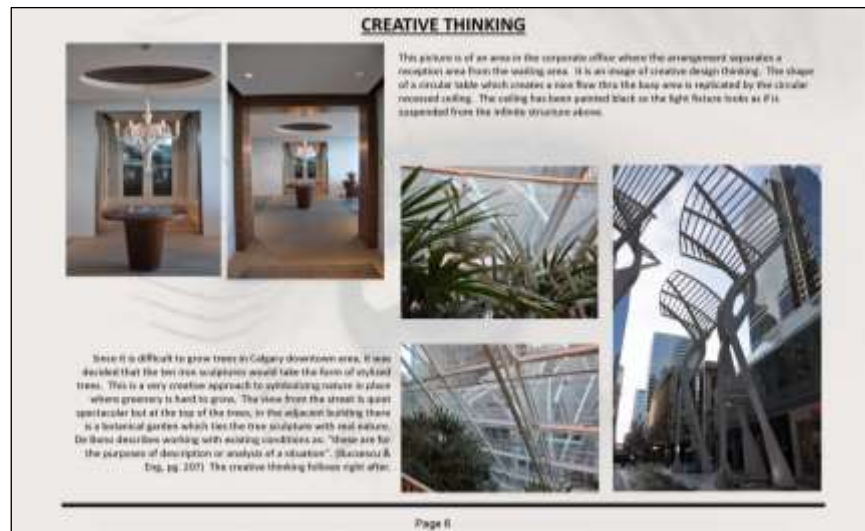 CREATIVE THINKING
This picture is of an area in the corporate office where the arrangement separates a
reception area from the waiting area. It is an image of creative design thinking. The shape
of a circular table which creates a nice flow thru the busy area is replicated by the circular
recessed ceiling. The ceiling has been painted black so the light fixture looks as if is
suspended from the infinite structure above.
Since it is difficult to grow trees in Calgary downtown area, it was
decided that the ten iron sculptures would take the form of stylized
trees. This is a very creative approach to symbolizing nature in place
where greenery is hard to grow. The view from the street is quiet
spectacular but at the top of the trees, in the adjacent building there
is a botanical garden which ties the tree sculpture with real nature.
De Bono describes working with existing conditions as: "these are for
the purposes of description or analysis of a situation". &
Eng, pg. 207) The creative thinking follows right after.
Page 6